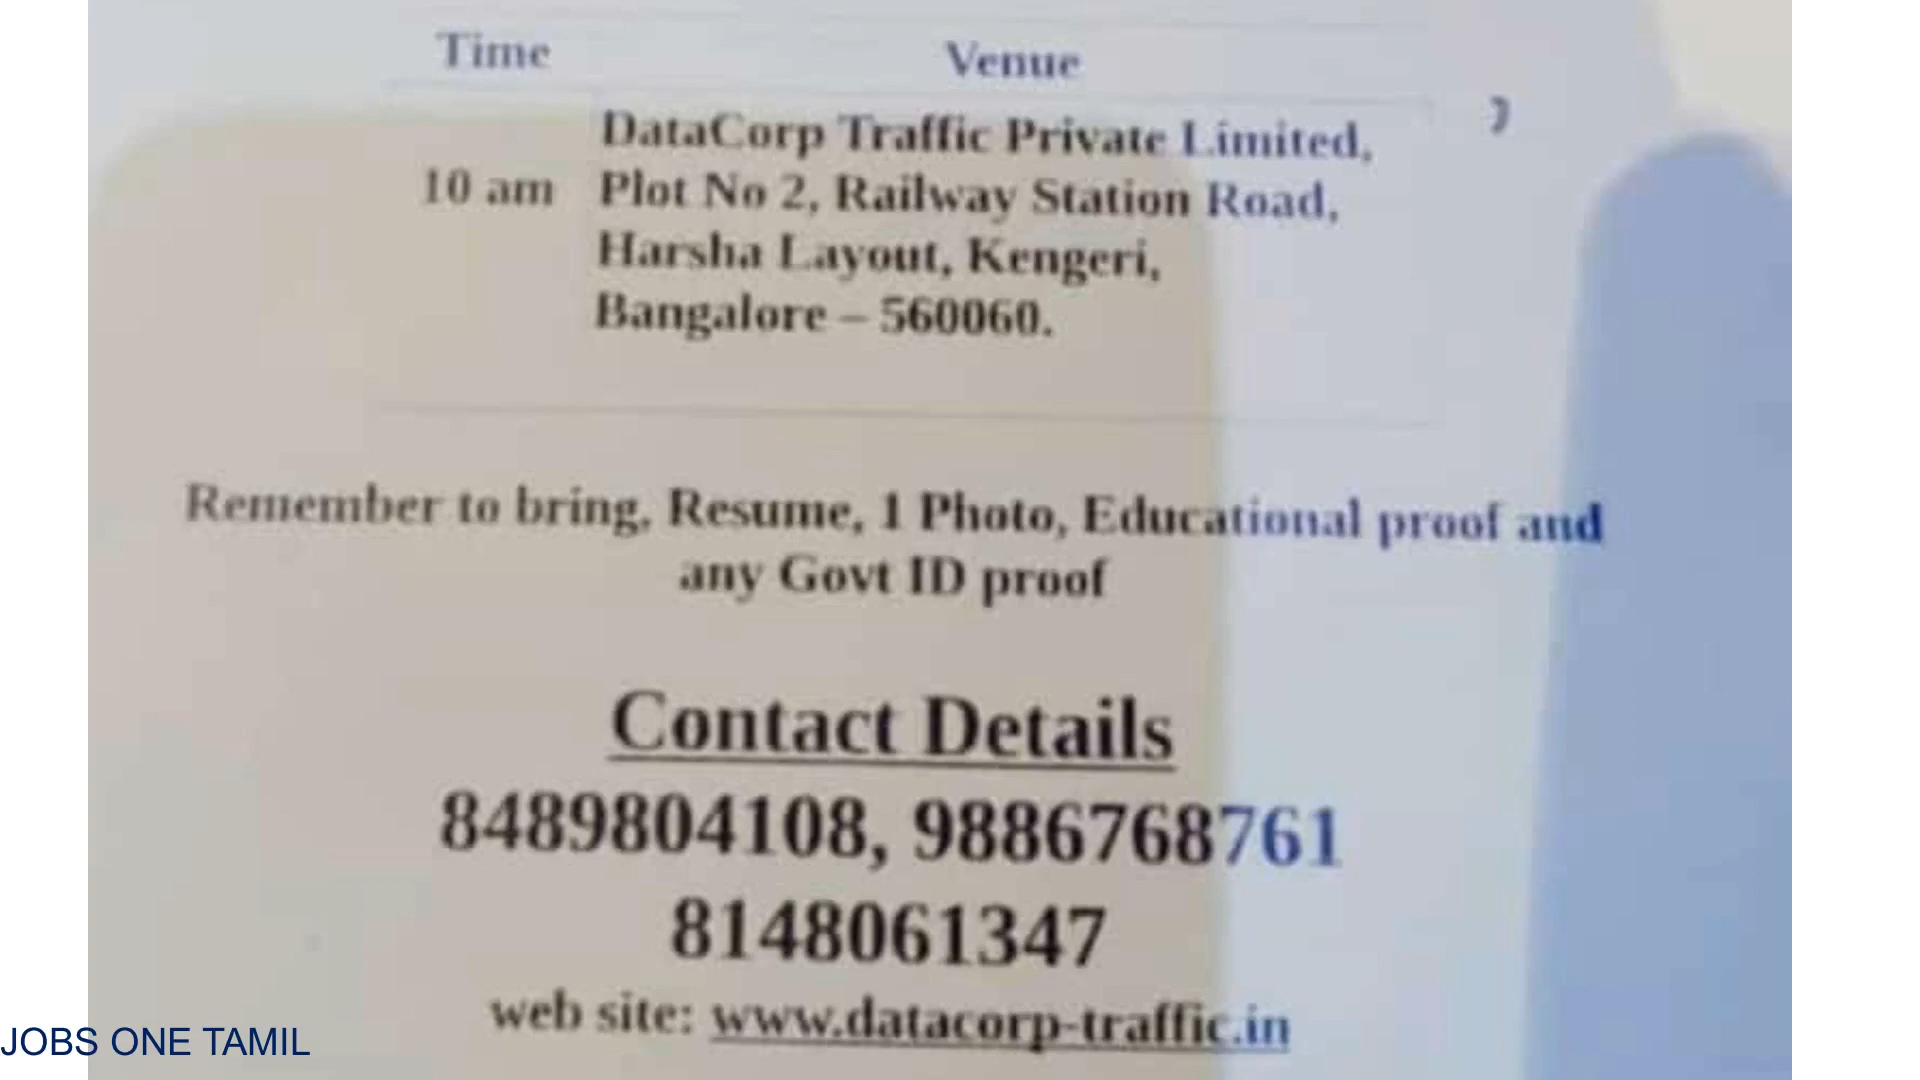 Time Venue
DataCorp Traffic Private Limited,
10 am Plot No 2, Railway Station Road,
Harsha Layout, Kengeri,
Bangalore – 560060.
Remember to bring, Resume, 1 Photo, Educational proof and
any Govt ID proof
Contact Details
8489804108, 9886768761
8148061347
web site: www.datacorp-traffic.in
JOBS ONE TAMIL